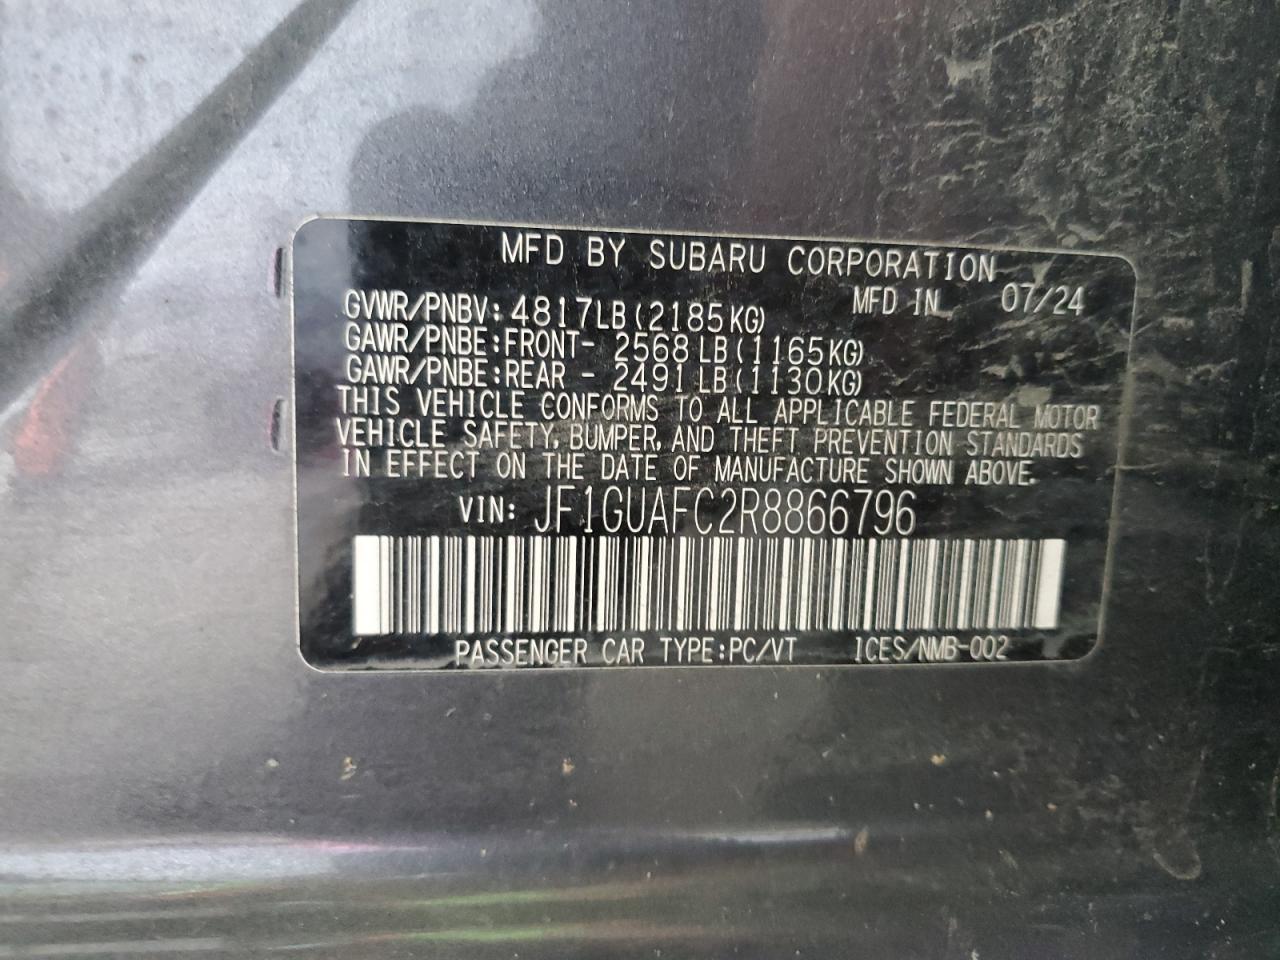 MFD BY SUBARU CORPORATION
MFD IN 07/24
GVWR/PNBV: 4817LB(2185KG)
GAWR/PNBE:FRONT- 2568LB(1165KG)
GAWR/PNBE:REAR - 2491LB(1130KG)
THIS VEHICLE CONFORMS TO ALL APPLICABLE FEDERAL MOTOR
VEHICLE SAFETY, BUMPER, AND THEFT PREVENTION STANDARDS
IN EFFECT ON THE DATE OF MANUFACTURE SHOWN ABOVE.
VIN: JF1GUAFC2R8866796
PASSENGER CAR TYPE:PC/VT 1CES/NMB-002